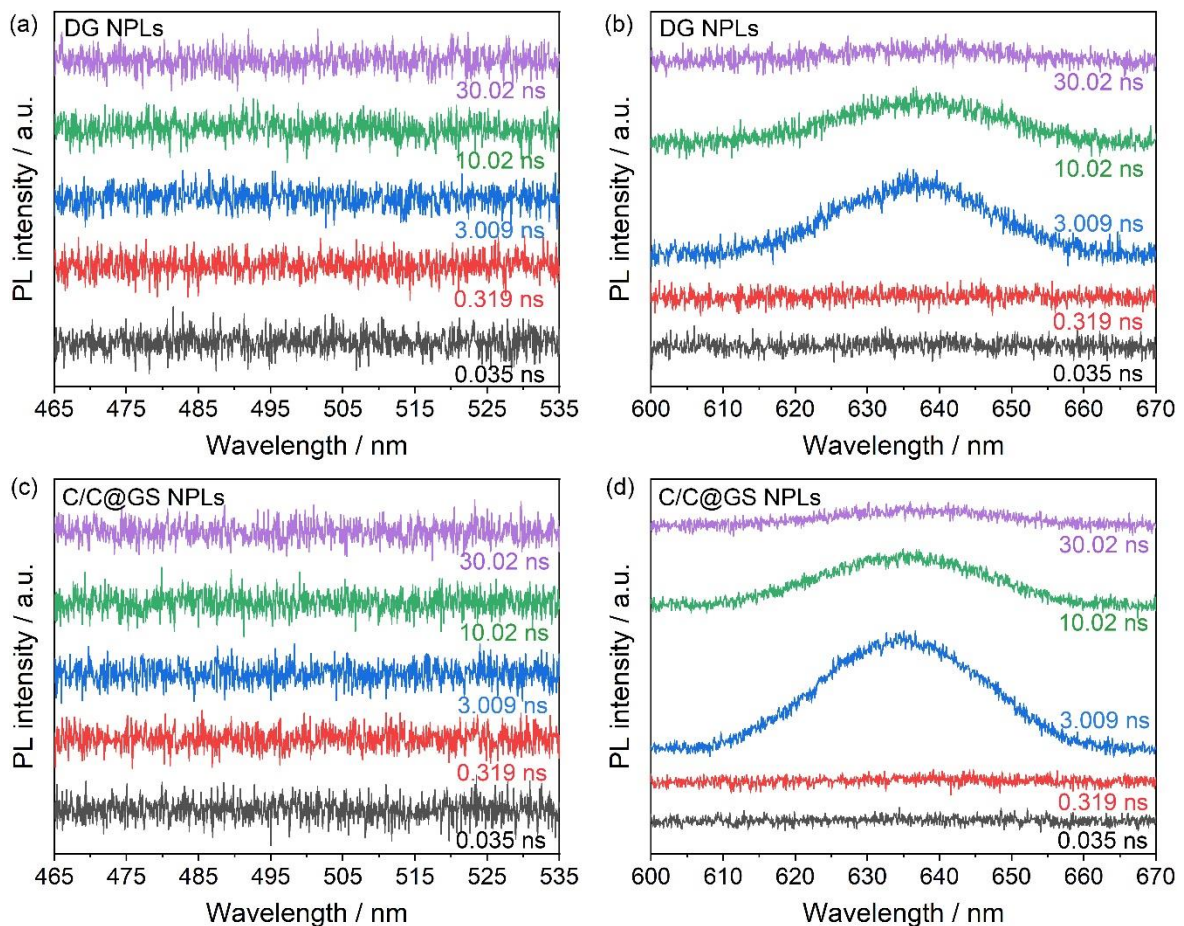 (a) DG NPLs
30.02 ns
10.02 ns
3.009 ns
0.319 ns
0.035 ns
PL intensity / a.u.
465 475 485 495 505 515 525 535
Wavelength / nm
(b) DG NPLs
30.02 ns
10.02 ns
3.009 ns
0.319 ns
0.035 ns
PL intensity / a.u.
600 610 620 630 640 650 660 670
Wavelength / nm
(c) C/C@GS NPLs
30.02 ns
10.02 ns
3.009 ns
0.319 ns
0.035 ns
PL intensity / a.u.
465 475 485 495 505 515 525 535
Wavelength / nm
(d) C/C@GS NPLs
30.02 ns
10.02 ns
3.009 ns
0.319 ns
0.035 ns
PL intensity / a.u.
600 610 620 630 640 650 660 670
Wavelength / nm